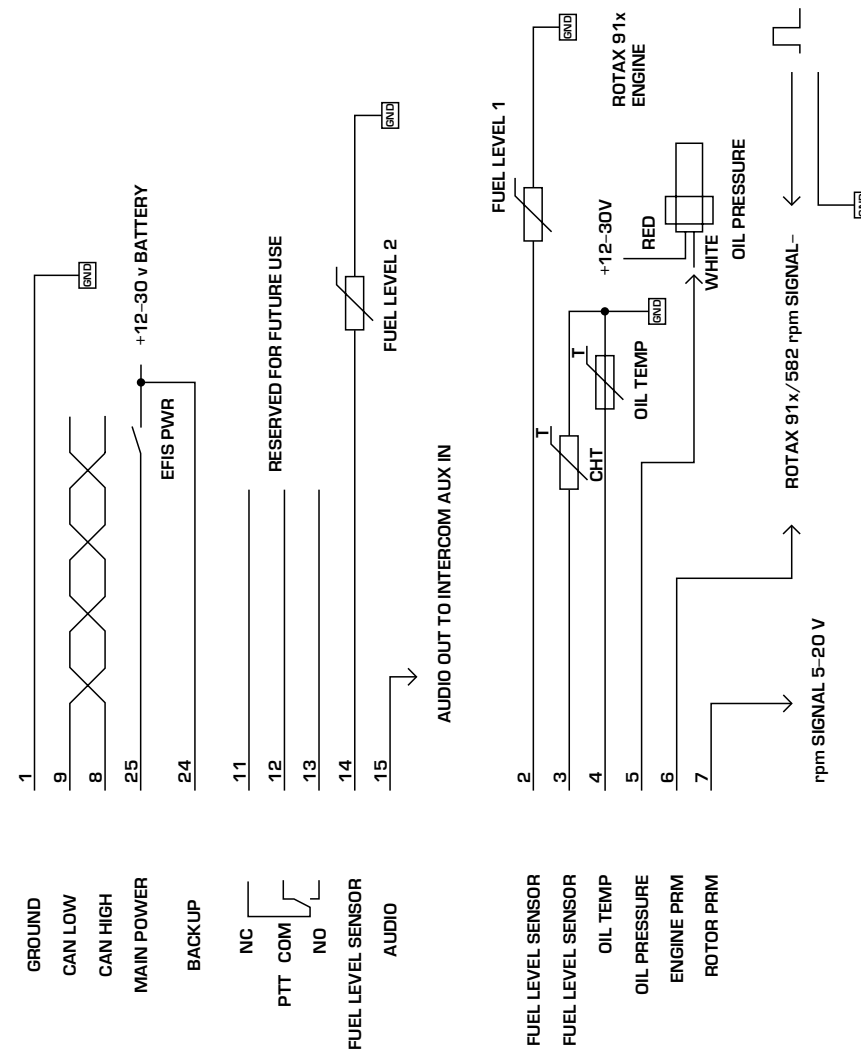 GROUND
1
GND
CAN LOW
9
CAN HIGH
8
MAIN POWER
25
EFIS PWR
+12-30 v BATTERY
BACKUP
24
NC
11
PTT COM
12
RESERVED FOR FUTURE USE
NO
13
FUEL LEVEL SENSOR
14
FUEL LEVEL 2
GND
AUDIO
15
AUDIO OUT TO INTERCOM AUX IN
FUEL LEVEL SENSOR
2
FUEL LEVEL 1
GND
FUEL LEVEL SENSOR
3
T
CHT
OIL TEMP
4
T
OIL TEMP
GND
ROTAX 91x
ENGINE
+12-30V
RED
WHITE
OIL PRESSURE
OIL PRESSURE
5
ENGINE PRM
6
ROTAX 91x/582 rpm SIGNAL-
ROTOR PRM
7
rpm SIGNAL 5-20 V
GND